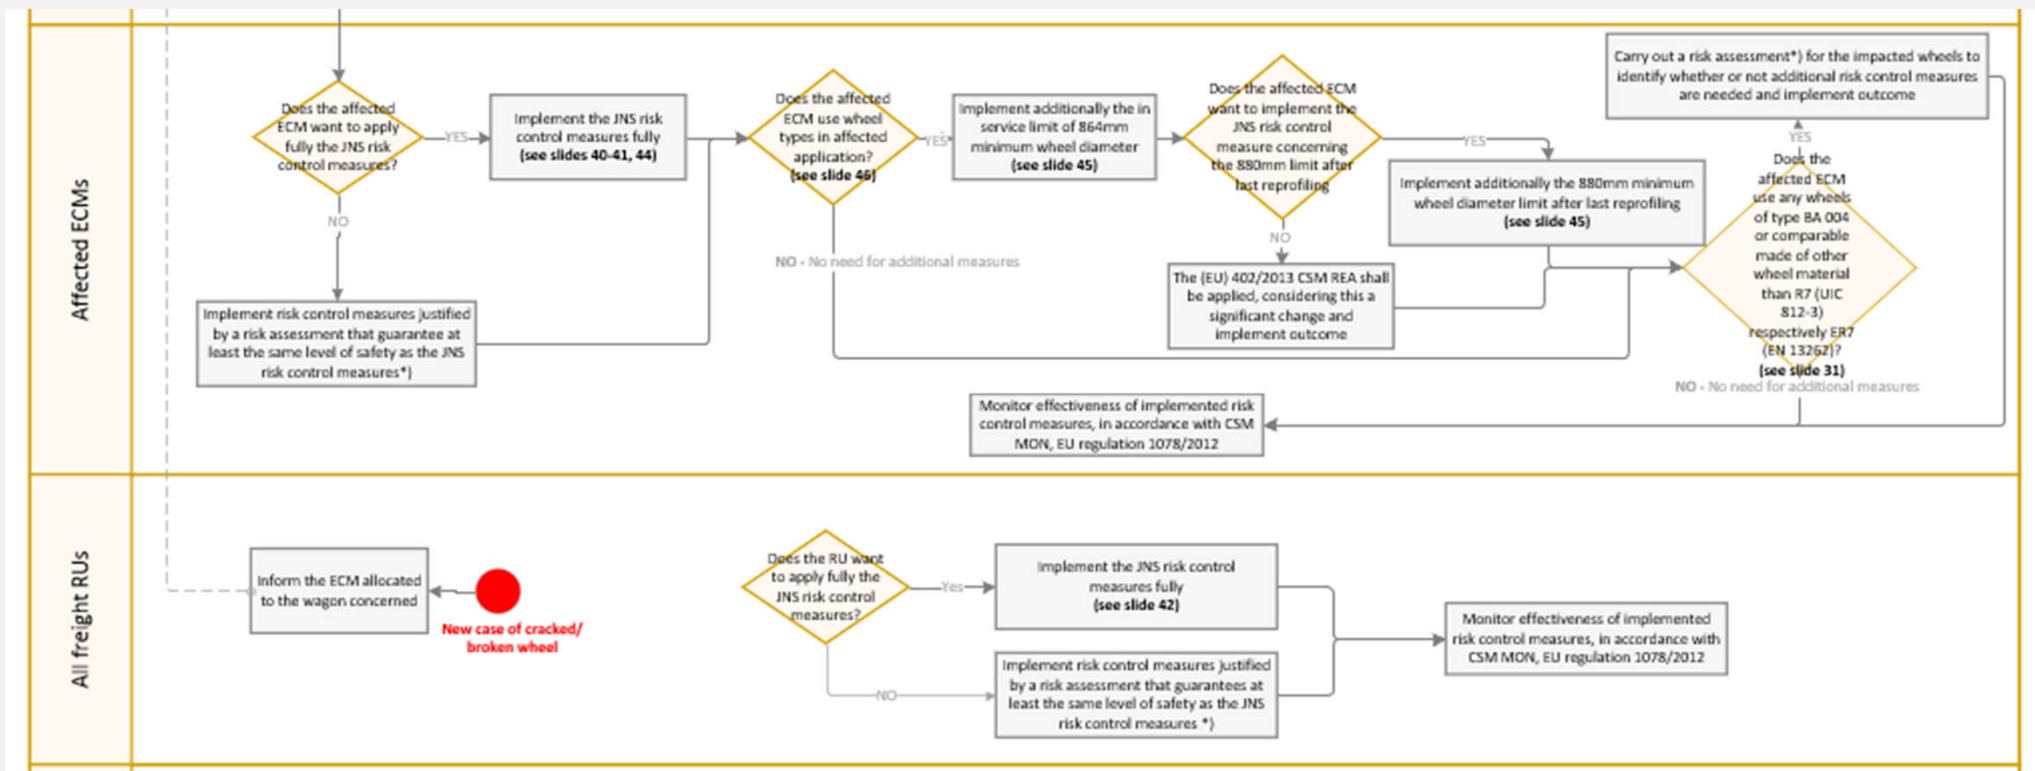 Affected ECMs
Does the affected
ECM want to apply
fully the JNS risk
control measures?
YES
NO
Implement the JNS risk
control measures fully
(see slides 40-41, 44)
Implement risk control measures justified
by a risk assessment that guarantee at
least the same level of safety as the JNS
risk control measures*)
Does the affected
ECM use wheel
types in affected
application?
(see slide 46)
YES
NO - No need for additional measures
Implement additionally the in
service limit of 864mm
minimum wheel diameter
(see slide 45)
Does the affected ECM
want to implement the
JNS risk control
measure concerning
the 880mm limit after
last reprofiling
YES
NO
Implement additionally the 880mm minimum
wheel diameter limit after last reprofiling
(see slide 45)
The (EU) 402/2013 CSM REA shall
be applied, considering this a
significant change and
implement outcome
Carry out a risk assessment*) for the impacted wheels to
identify whether or not additional risk control measures
are needed and implement outcome
YES
Does the
affected ECM
use any wheels
of type BA 004
or comparable
made of other
wheel material
than R7 (UIC
812-3)
respectively ER7
(EN 13262)?
(see slide 31)
NO - No need for additional measures
Monitor effectiveness of implemented risk
control measures, in accordance with CSM
MON, EU regulation 1078/2012
All freight RUs
Inform the ECM allocated
to the wagon concerned
New case of cracked/
broken wheel
Does the RU want
to apply fully the
JNS risk control
measures?
Yes
NO
Implement the JNS risk control
measures fully
(see slide 42)
Implement risk control measures justified
by a risk assessment that guarantees at
least the same level of safety as the JNS
risk control measures *)
Monitor effectiveness of implemented
risk control measures, in accordance with
CSM MON, EU regulation 1078/2012